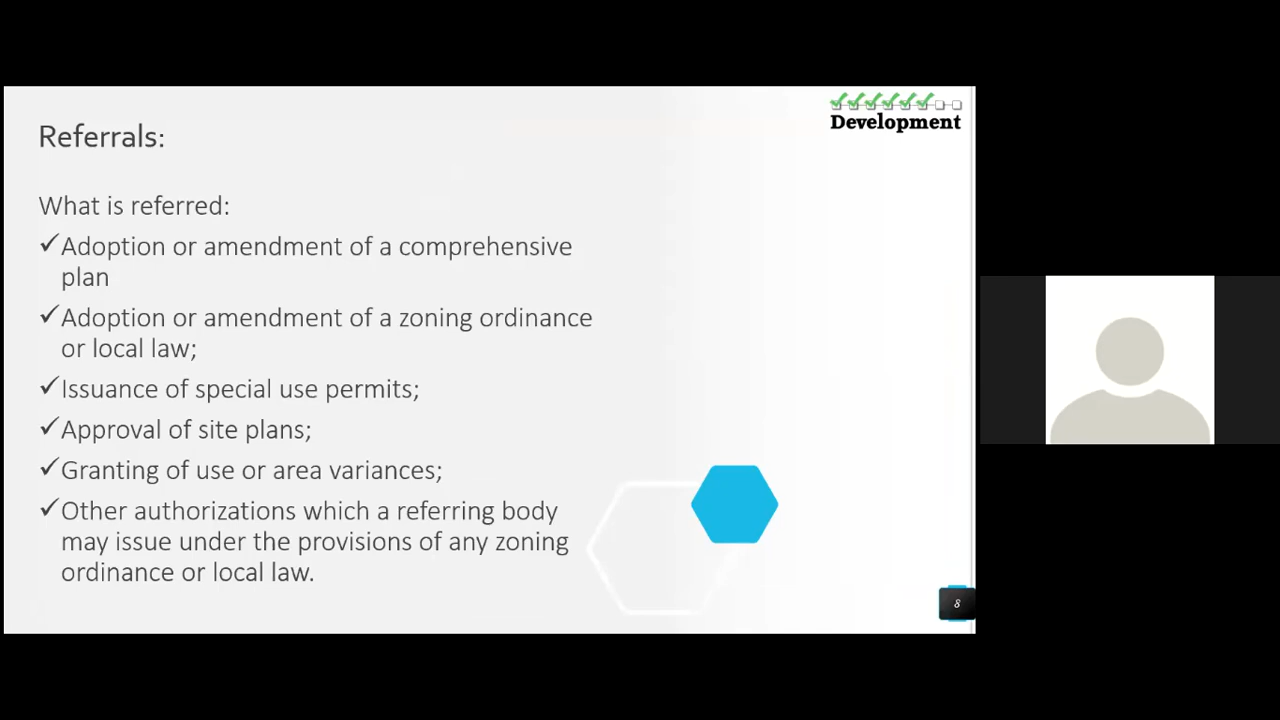 Development
Referrals:
What is referred:
Adoption or amendment of a comprehensive
plan
Adoption or amendment of a zoning ordinance
or local law;
Issuance of special use permits;
Approval of site plans;
Granting of use or area variances;
Other authorizations which a referring body
may issue under the provisions of any zoning
ordinance or local law.
8